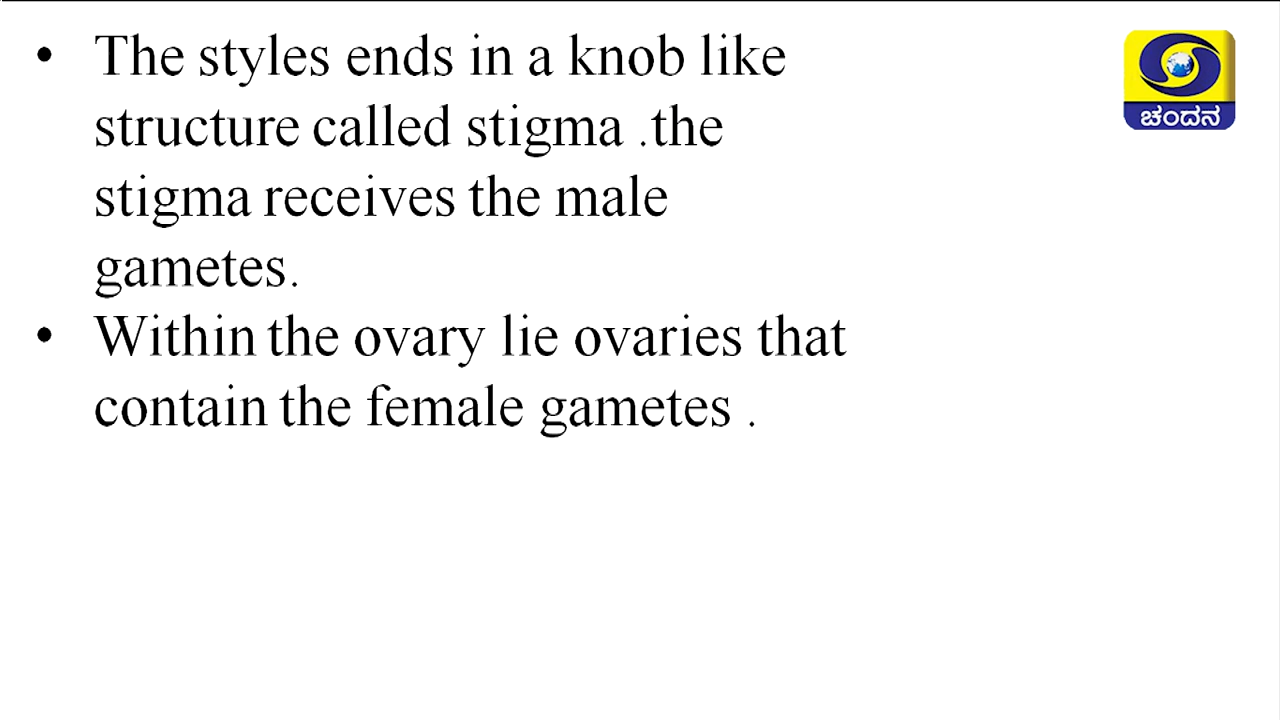 • The styles ends in a knob like
structure called stigma .the
stigma receives the male
gametes.
• Within the ovary lie ovaries that
contain the female gametes .
ಚಂದನ